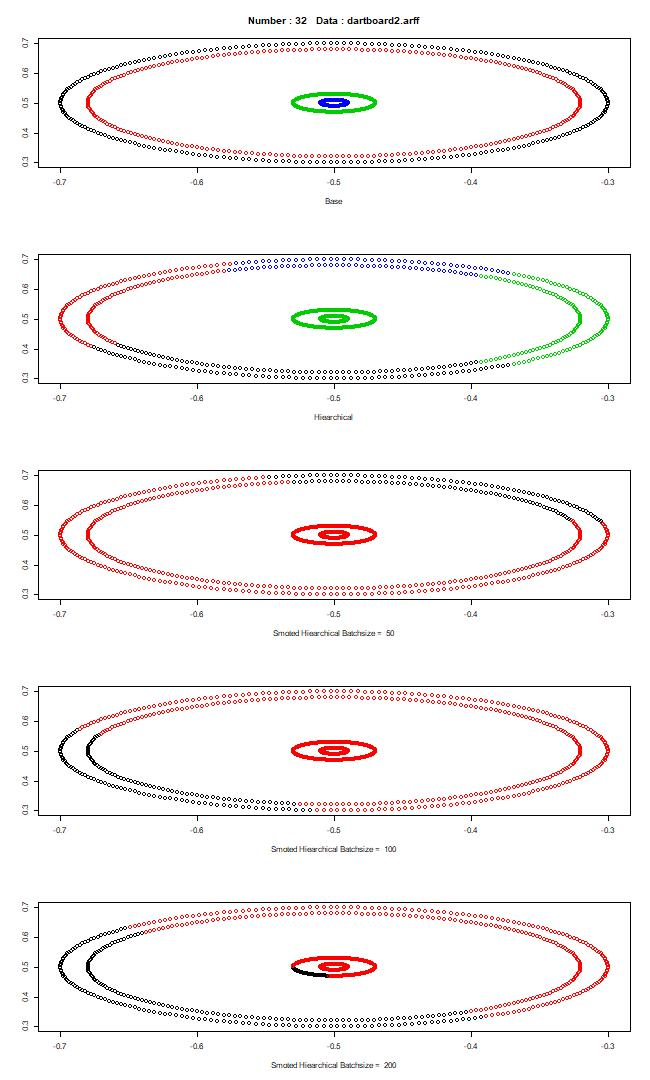 Number : 32 Data : dartboard2.arff
0.7
0.6
0.5
0.4
0.3
-0.7 -0.6 -0.5 -0.4 -0.3
Base
0.7
0.6
0.5
0.4
0.3
-0.7 -0.6 -0.5 -0.4 -0.3
Hiearchical
0.7
0.6
0.5
0.4
0.3
-0.7 -0.6 -0.5 -0.4 -0.3
Smoted Hiearchical Batchsize = 50
0.7
0.6
0.5
0.4
0.3
-0.7 -0.6 -0.5 -0.4 -0.3
Smoted Hiearchical Batchsize = 100
0.7
0.6
0.5
0.4
0.3
-0.7 -0.6 -0.5 -0.4 -0.3
Smoted Hiearchical Batchsize = 200